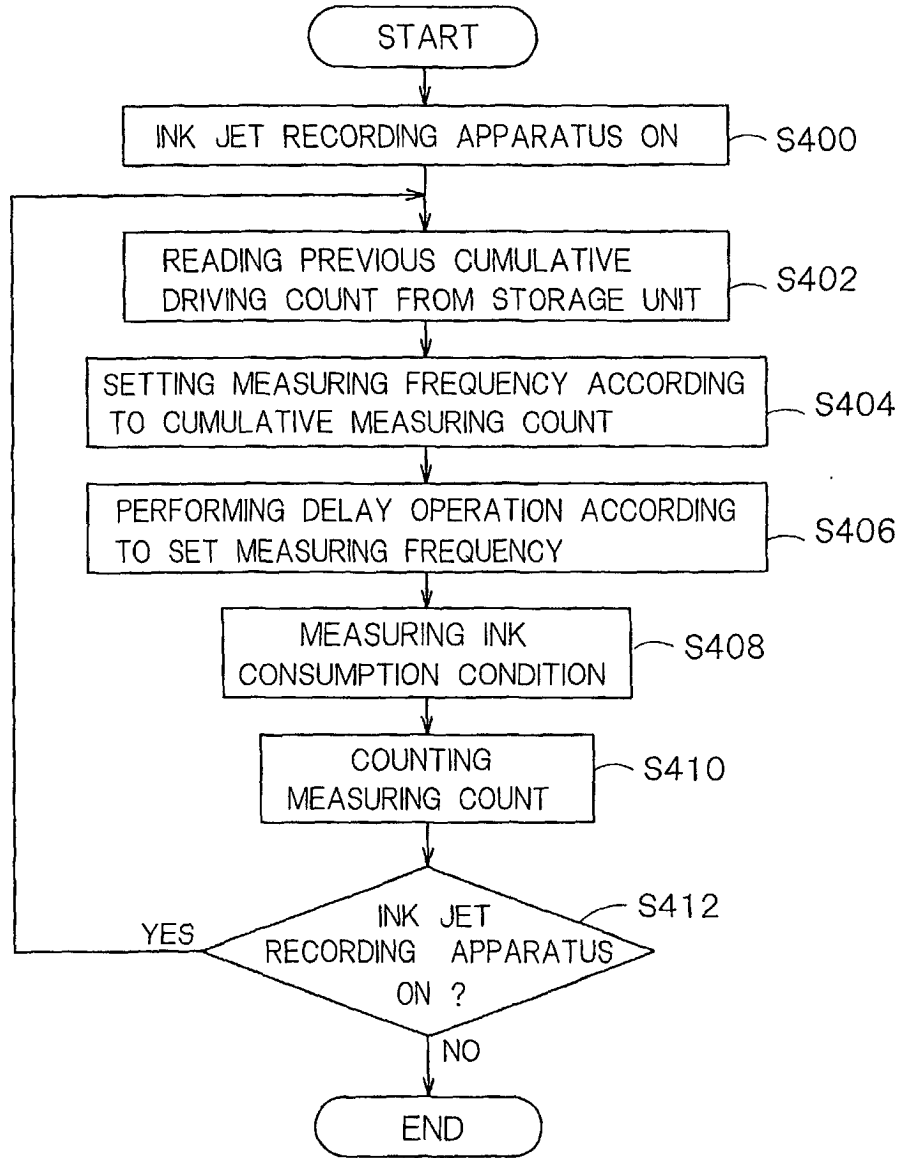 START
INK JET RECORDING APPARATUS ON
S400
READING PREVIOUS CUMULATIVE
DRIVING COUNT FROM STORAGE UNIT
S402
SETTING MEASURING FREQUENCY ACCORDING
TO CUMULATIVE MEASURING COUNT
S404
PERFORMING DELAY OPERATION ACCORDING
TO SET MEASURING FREQUENCY
S406
MEASURING INK
CONSUMPTION CONDITION
S408
COUNTING
MEASURING COUNT
S410
INK JET
RECORDING APPARATUS
ON ?
S412
YES
NO
END